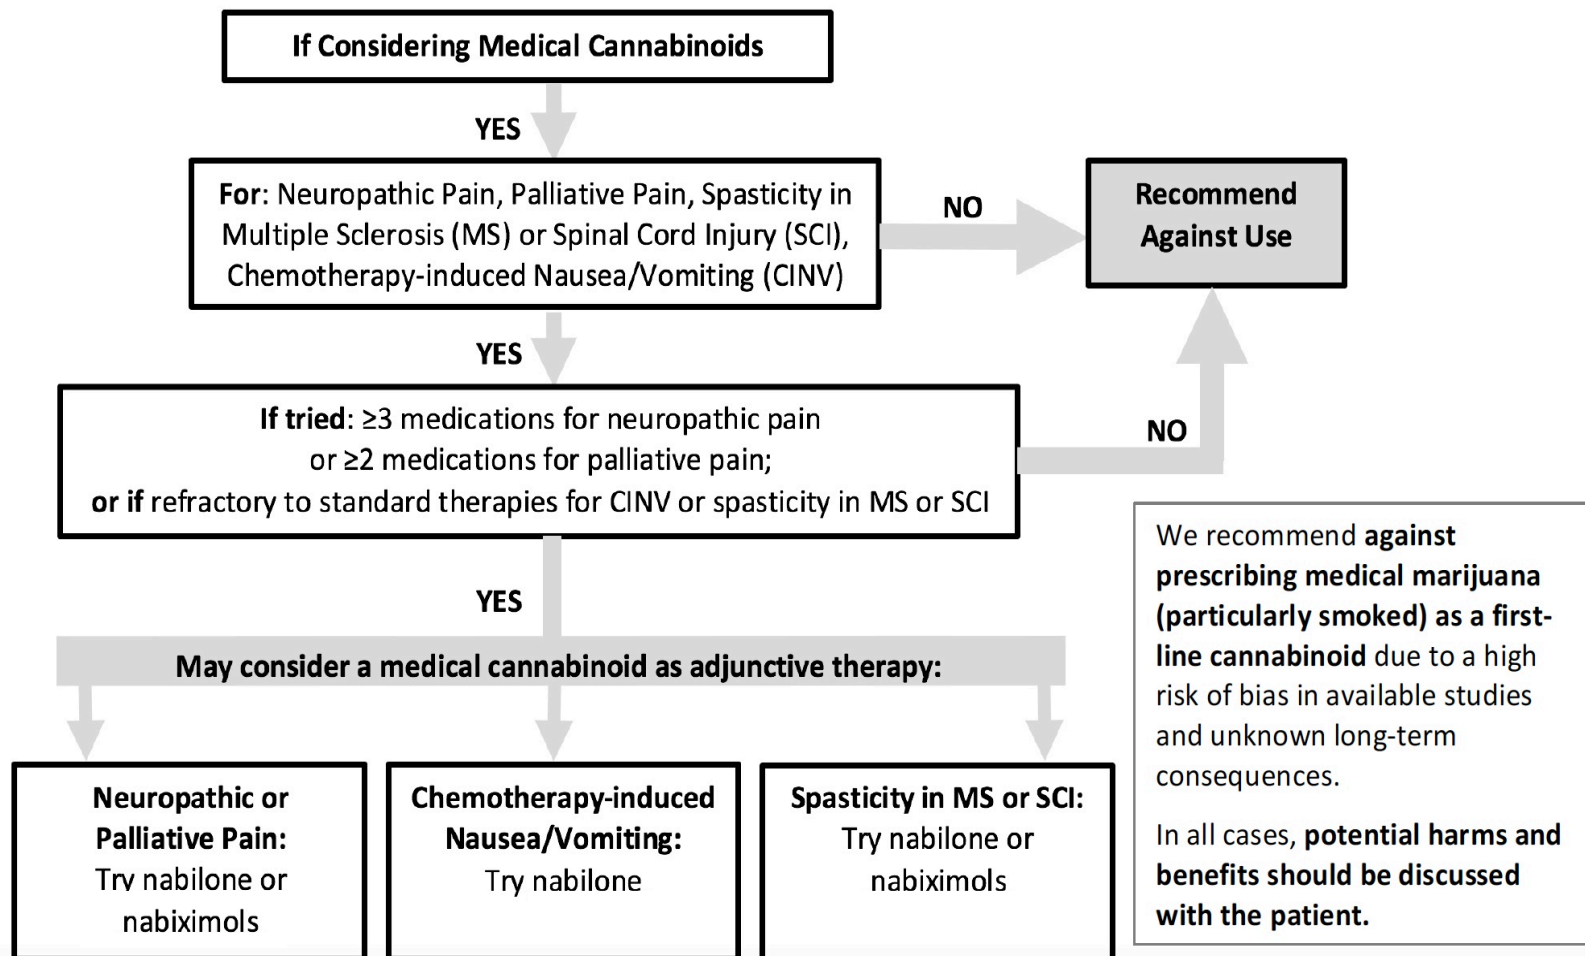 If Considering Medical Cannabinoids
YES
For: Neuropathic Pain, Palliative Pain, Spasticity in
Multiple Sclerosis (MS) or Spinal Cord Injury (SCI),
Chemotherapy-induced Nausea/Vomiting (CINV)
NO
Recommend
Against Use
YES
If tried: ≥3 medications for neuropathic pain
or ≥2 medications for palliative pain;
or if refractory to standard therapies for CINV or spasticity in MS or SCI
NO
YES
May consider a medical cannabinoid as adjunctive therapy:
Neuropathic or
Palliative Pain:
Try nabilone or
nabiximols
Chemotherapy-induced
Nausea/Vomiting:
Try nabilone
Spasticity in MS or SCI:
Try nabilone or
nabiximols
We recommend against
prescribing medical marijuana
(particularly smoked) as a first-
line cannabinoid due to a high
risk of bias in available studies
and unknown long-term
consequences.
In all cases, potential harms and
benefits should be discussed
with the patient.